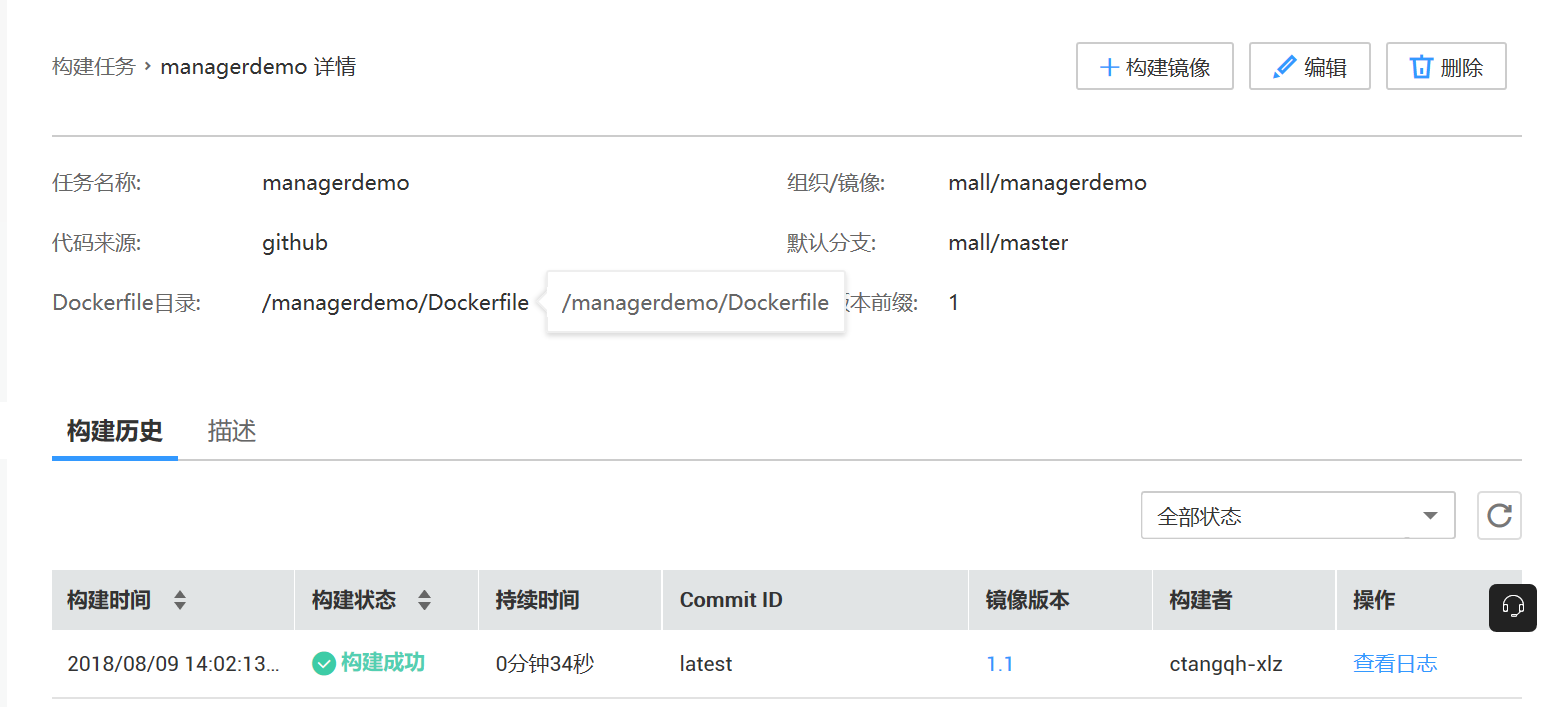 构建任务 › managerdemo 详情
构建镜像 编辑 删除
任务名称: managerdemo 组织/镜像: mall/managerdemo
代码来源: github 默认分支: mall/master
Dockerfile目录: /managerdemo/Dockerfile /managerdemo/Dockerfile 本前缀: 1
构建历史 描述
全部状态
构建时间 构建状态 持续时间 Commit ID 镜像版本 构建者 操作
2018/08/09 14:02:13... 构建成功 0分钟34秒 latest 1.1 ctangqh-xlz 查看日志